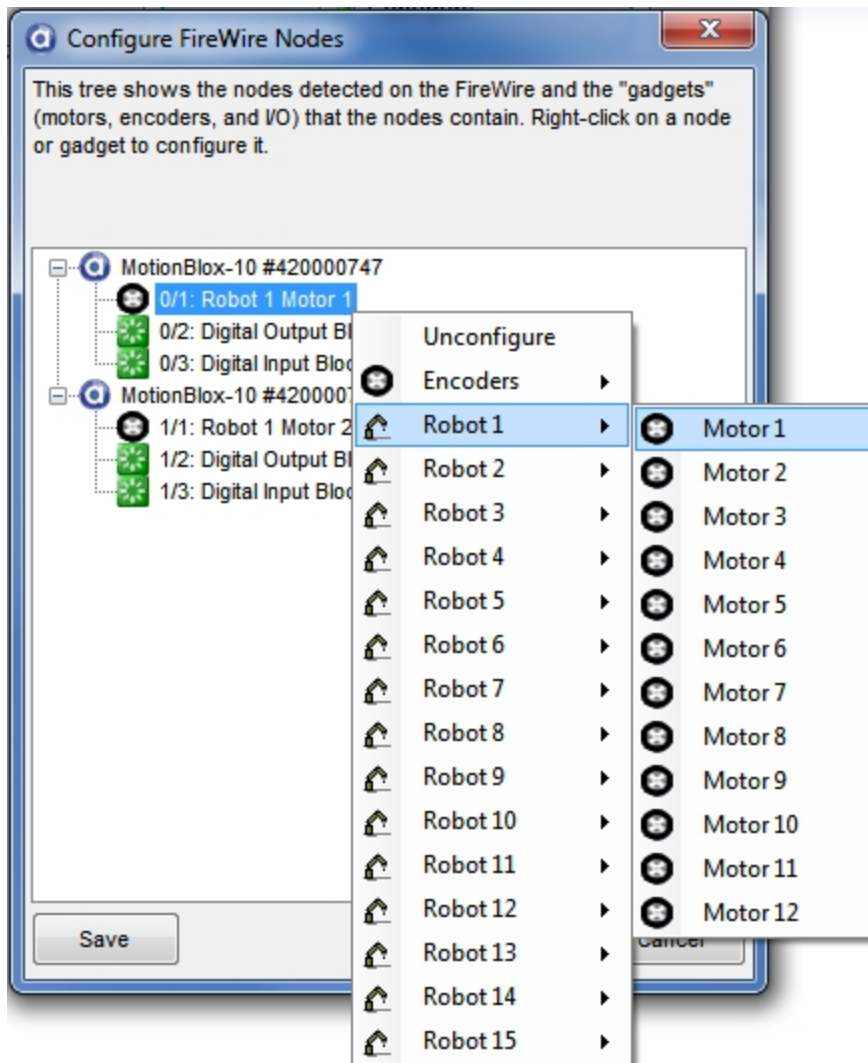 Configure FireWire Nodes
This tree shows the nodes detected on the FireWire and the "gadgets"
(motors, encoders, and I/O) that the nodes contain. Right-click on a node
or gadget to configure it.
MotionBlox-10 #420000747
0/1: Robot 1 Motor 1
0/2: Digital Output Bl
0/3: Digital Input Bloc
MotionBlox-10 #4200007
1/1: Robot 1 Motor 2
1/2: Digital Output Bl
1/3: Digital Input Bloc
Unconfigure
Encoders
Robot 1
Robot 2
Robot 3
Robot 4
Robot 5
Robot 6
Robot 7
Robot 8
Robot 9
Robot 10
Robot 11
Robot 12
Robot 13
Robot 14
Robot 15
Motor 1
Motor 2
Motor 3
Motor 4
Motor 5
Motor 6
Motor 7
Motor 8
Motor 9
Motor 10
Motor 11
Motor 12
Save
Cancel